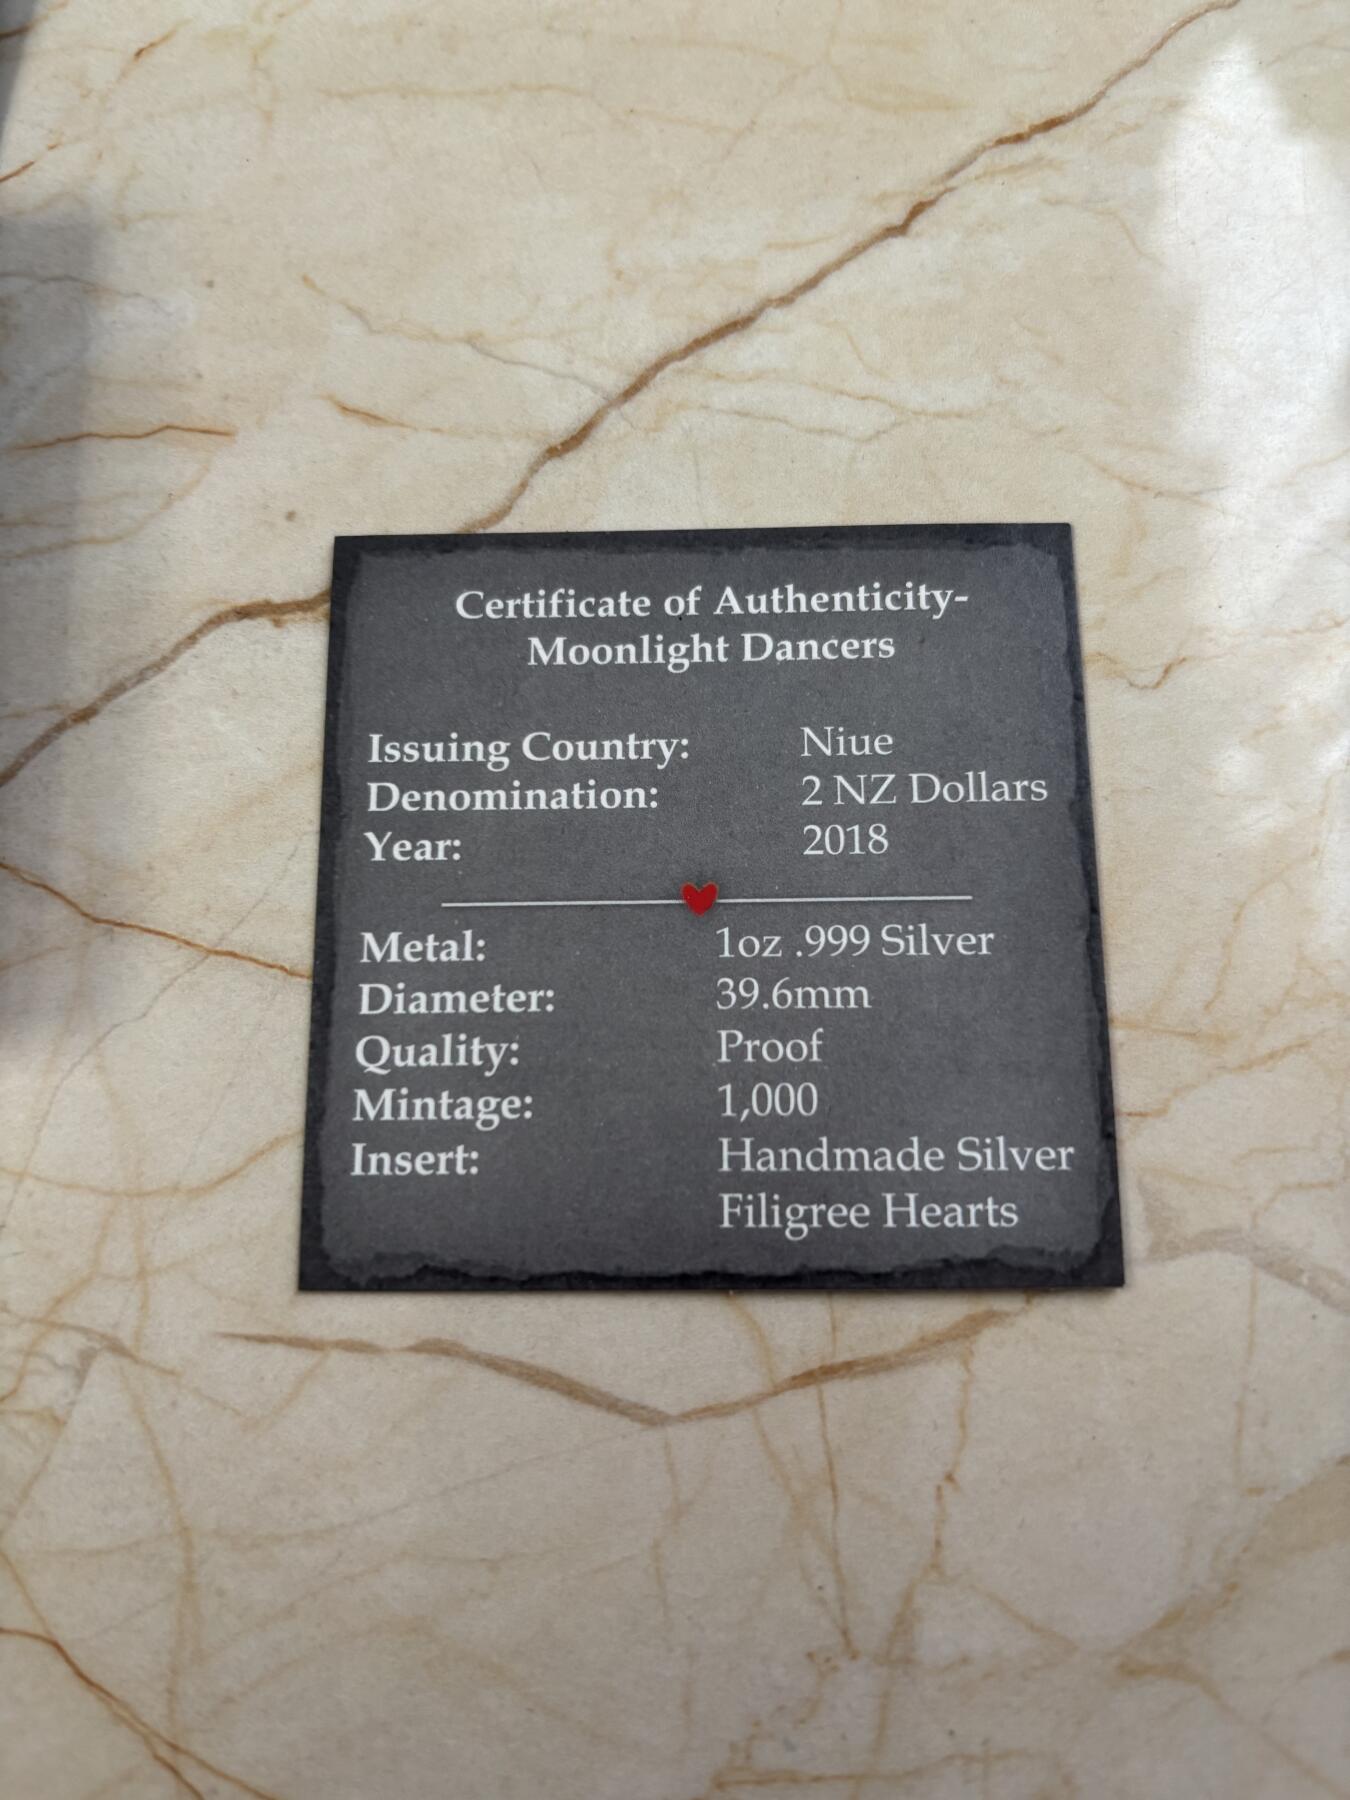 Certificate of Authenticity-
Moonlight Dancers
Issuing Country: Niue
Denomination: 2 NZ Dollars
Year: 2018
Metal: 1oz .999 Silver
Diameter: 39.6mm
Quality: Proof
Mintage: 1,000
Insert: Handmade Silver
Filigree Hearts